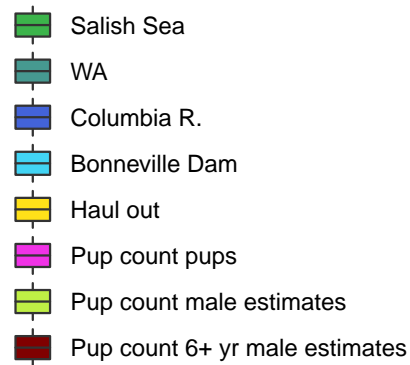 Salish Sea
WA
Columbia R.
Bonneville Dam
Haul out
Pup count pups
Pup count male estimates
Pup count 6+ yr male estimates